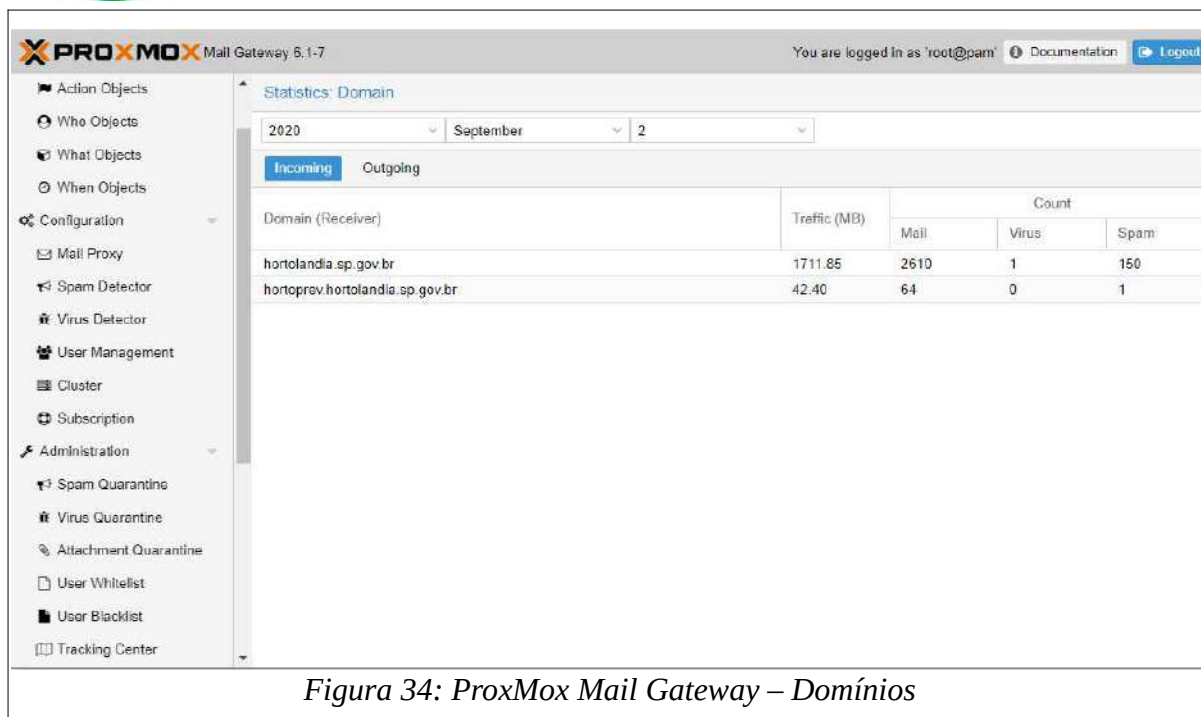 PROXMOX Mail Gateway 6.1-7 You are logged in as 'root@pam' Documentation Logout
Action Objects
Who Objects
What Objects
When Objects
Configuration
Mail Proxy
Spam Detector
Virus Detector
User Management
Cluster
Subscription
Administration
Spam Quarantine
Virus Quarantine
Attachment Quarantine
User Whitelist
User Blacklist
Tracking Center
Statistics: Domain
2020 September 2
Incoming Outgoing
Domain (Receiver) Traffic (MB) Count
Mail Virus Spam
hortolandia.sp.gov.br 1711.85 2610 1 150
hortoprev.hortolandia.sp.gov.br 42.40 64 0 1
Figura 34: ProxMox Mail Gateway – Domínios